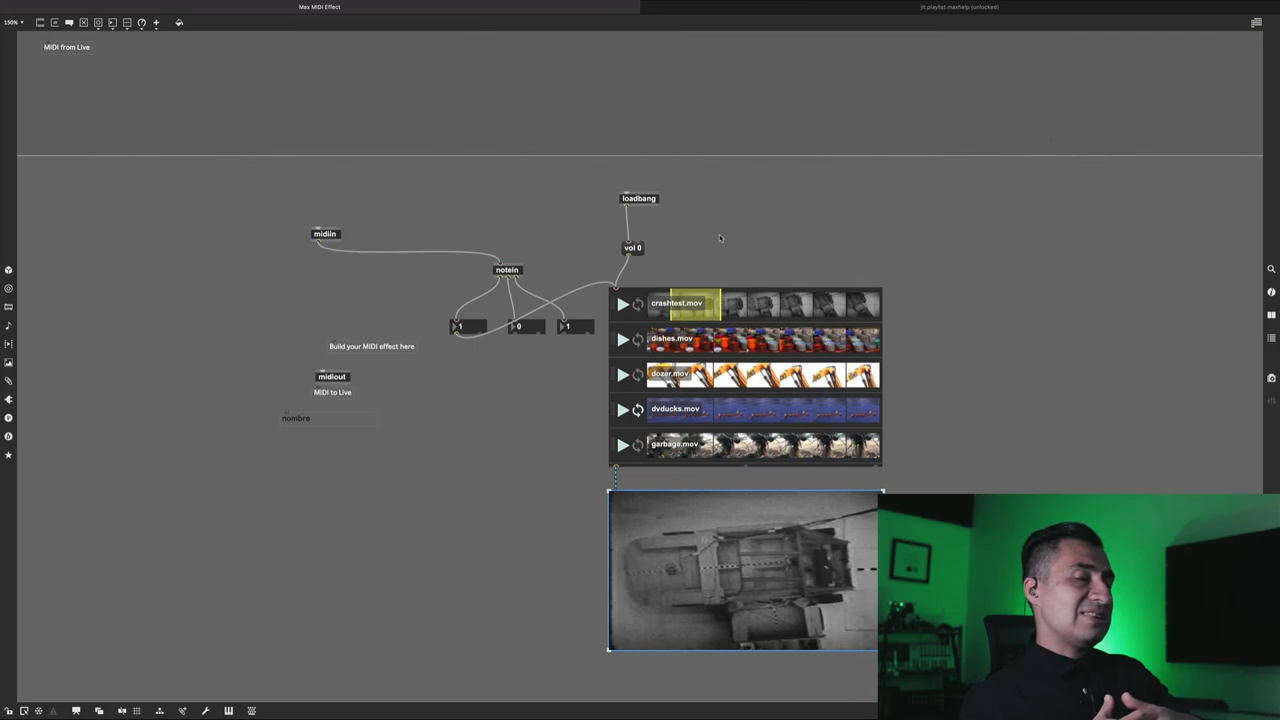 Max MIDI Effect
jit.playlist.maxhelp (unlocked)
150%
MIDI from Live
loadbang
midiin
vol 0
notein
crashtest.mov
1
0
1
dishes.mov
Build your MIDI effect here
dozer.mov
midiout
MIDI to Live
dvducks.mov
nombre
garbage.mov